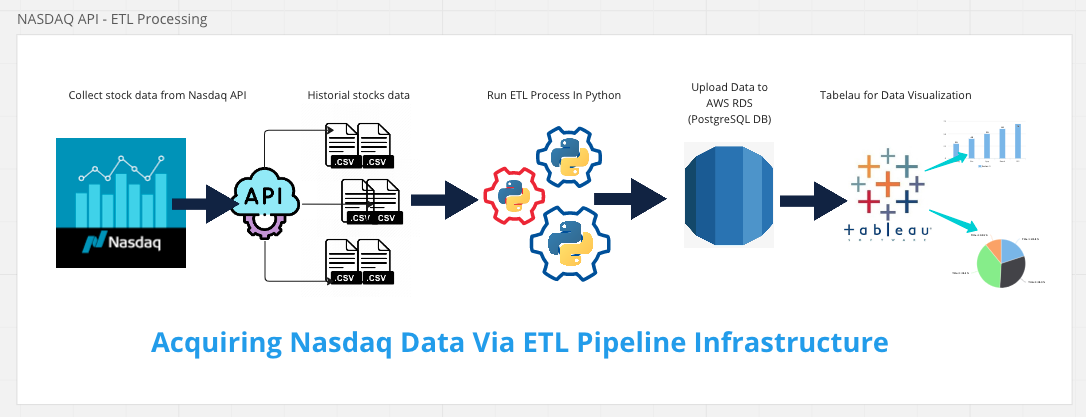 NASDAQ API - ETL Processing
Collect stock data from Nasdaq API
Historial stocks data
Run ETL Process In Python
Upload Data to
AWS RDS
(PostgreSQL DB)
Tabelau for Data Visualization
API
.CSV
.CSV
.CSV
.CSV
.CSV
.CSV
Nasdaq
tableau
SOFTWARE
Acquiring Nasdaq Data Via ETL Pipeline Infrastructure